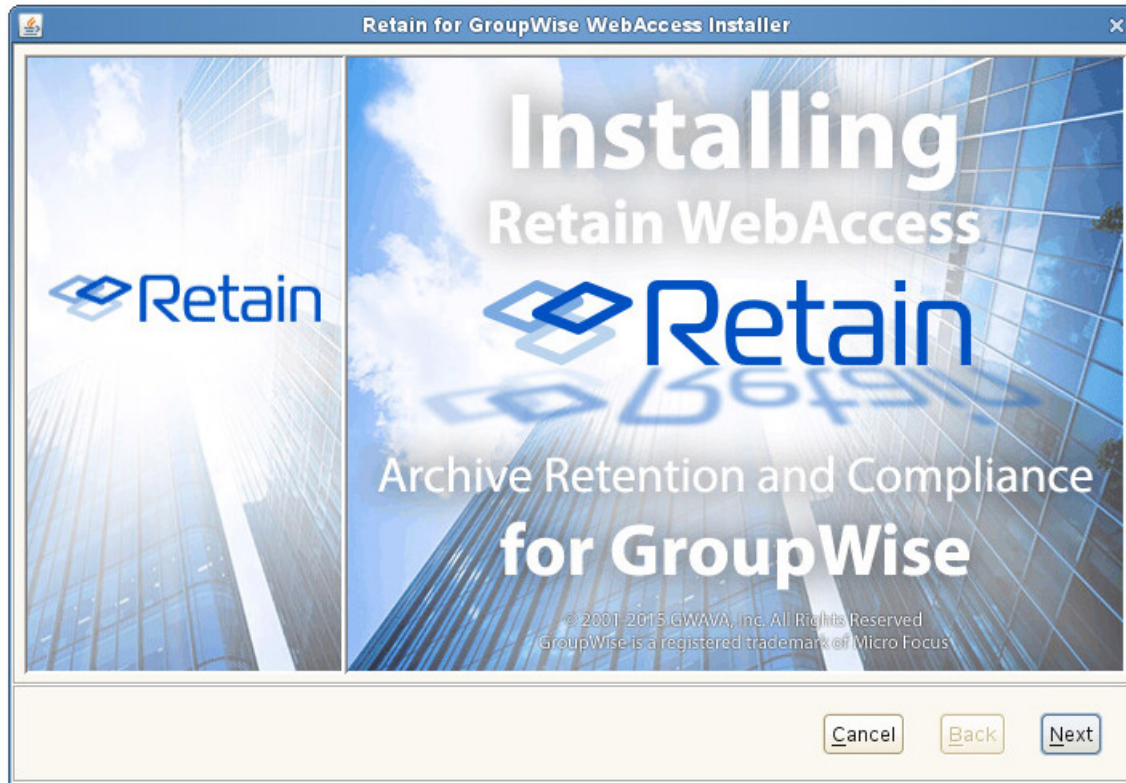 Retain for GroupWise WebAccess Installer
Retain
Installing
Retain WebAccess
Retain
Archive Retention and Compliance
for GroupWise
© 2001-2015 GWAVA, Inc. All Rights Reserved
GroupWise is a registered trademark of Micro Focus
Cancel Back Next